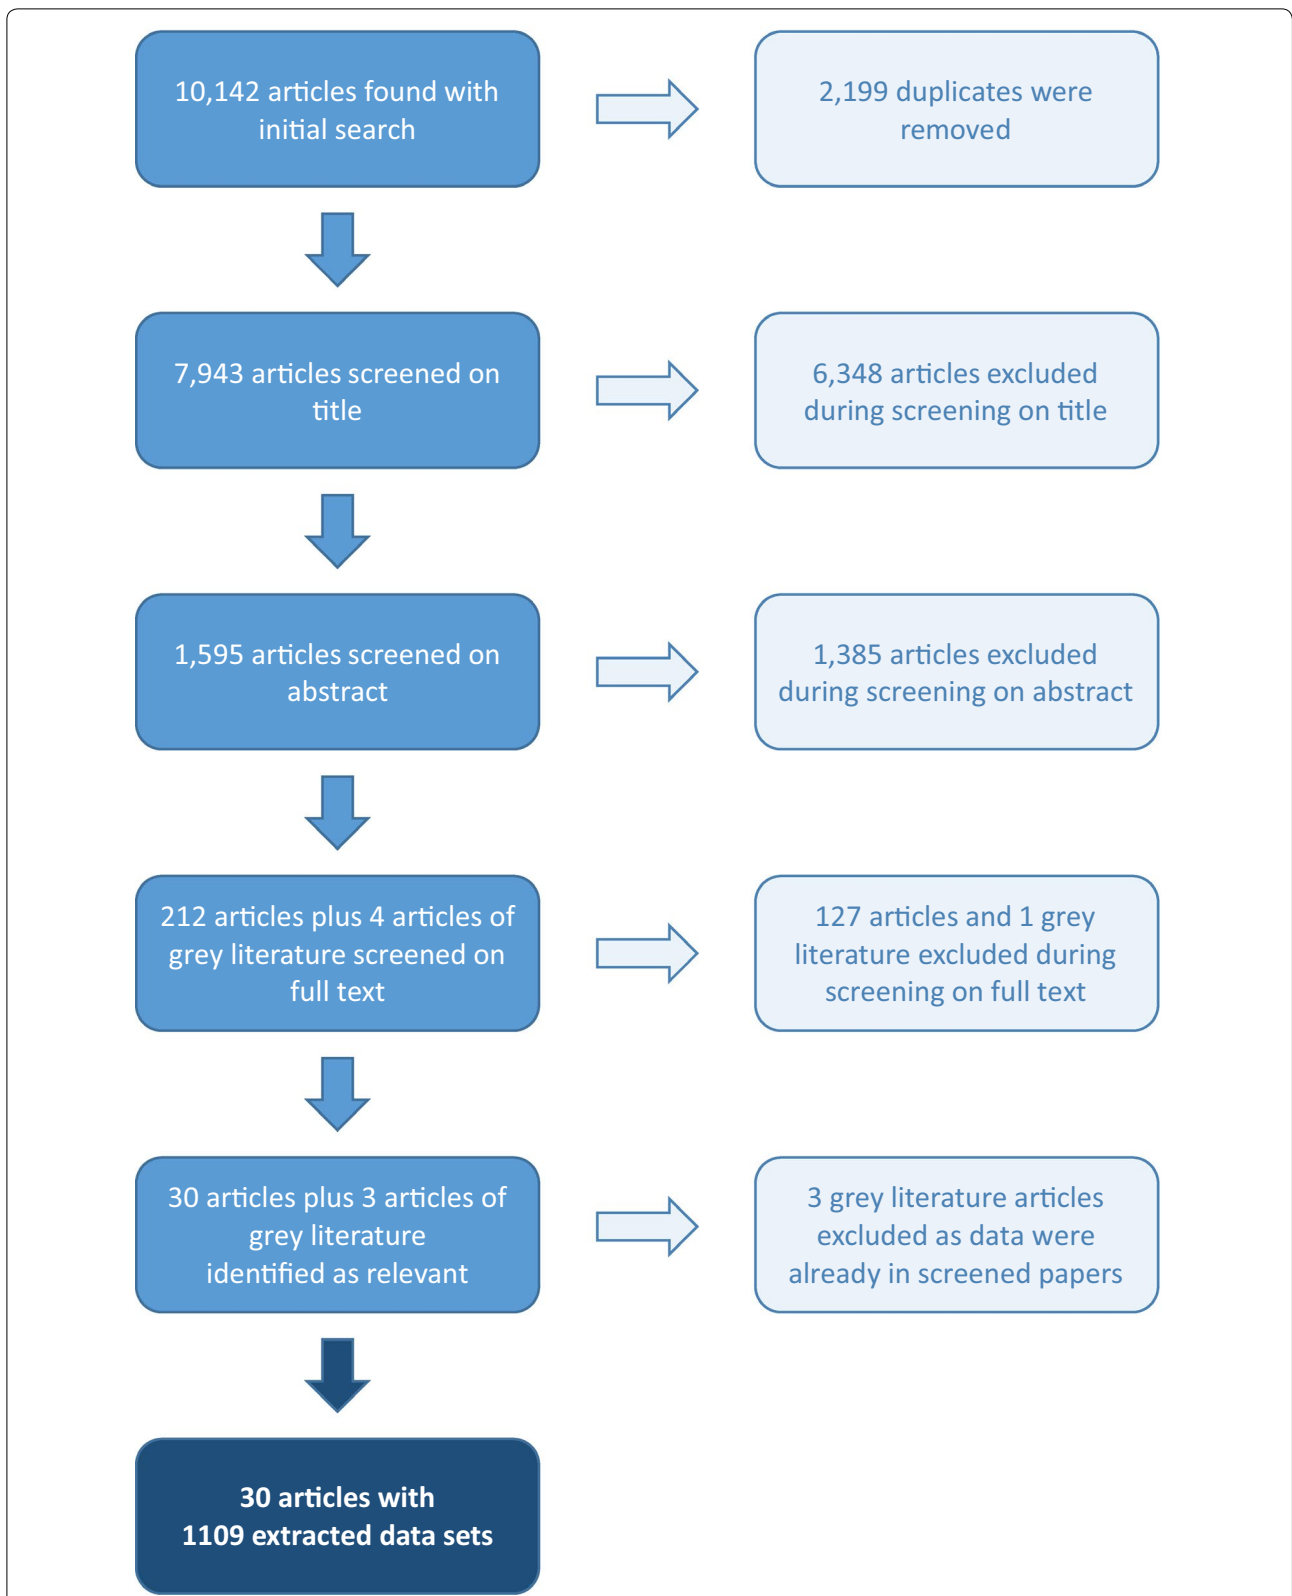 10,142 articles found with
initial search
2,199 duplicates were
removed
7,943 articles screened on
title
6,348 articles excluded
during screening on title
1,595 articles screened on
abstract
1,385 articles excluded
during screening on abstract
212 articles plus 4 articles of
grey literature screened on
full text
127 articles and 1 grey
literature excluded during
screening on full text
30 articles plus 3 articles of
grey literature
identified as relevant
3 grey literature articles
excluded as data were
already in screened papers
30 articles with
1109 extracted data sets